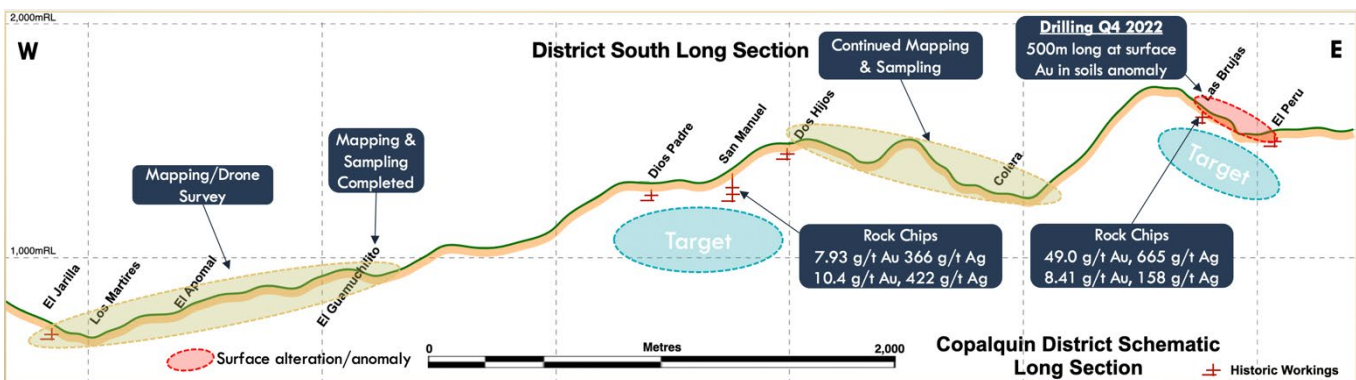 2,000mRL
W
District South Long Section
Continued Mapping
& Sampling
Drilling Q4 2022
500m long at surface
Au in soils anomaly
E
Las Brujas
El Peru
Target
Mapping &
Sampling
Completed
Mapping/Drone
Survey
Dios Padre
San Manuel
Dos Hijos
Colora
Target
Rock Chips
7.93 g/t Au 366 g/t Ag
10.4 g/t Au, 422 g/t Ag
Rock Chips
49.0 g/t Au, 665 g/t Ag
8.41 g/t Au, 158 g/t Ag
1,000mRL
El Jarilla
Los Martires
El Apomal
El Guamuchilito
Surface alteration/anomaly
0
Metres
2,000
Copalquin District Schematic
Long Section
Historic Workings